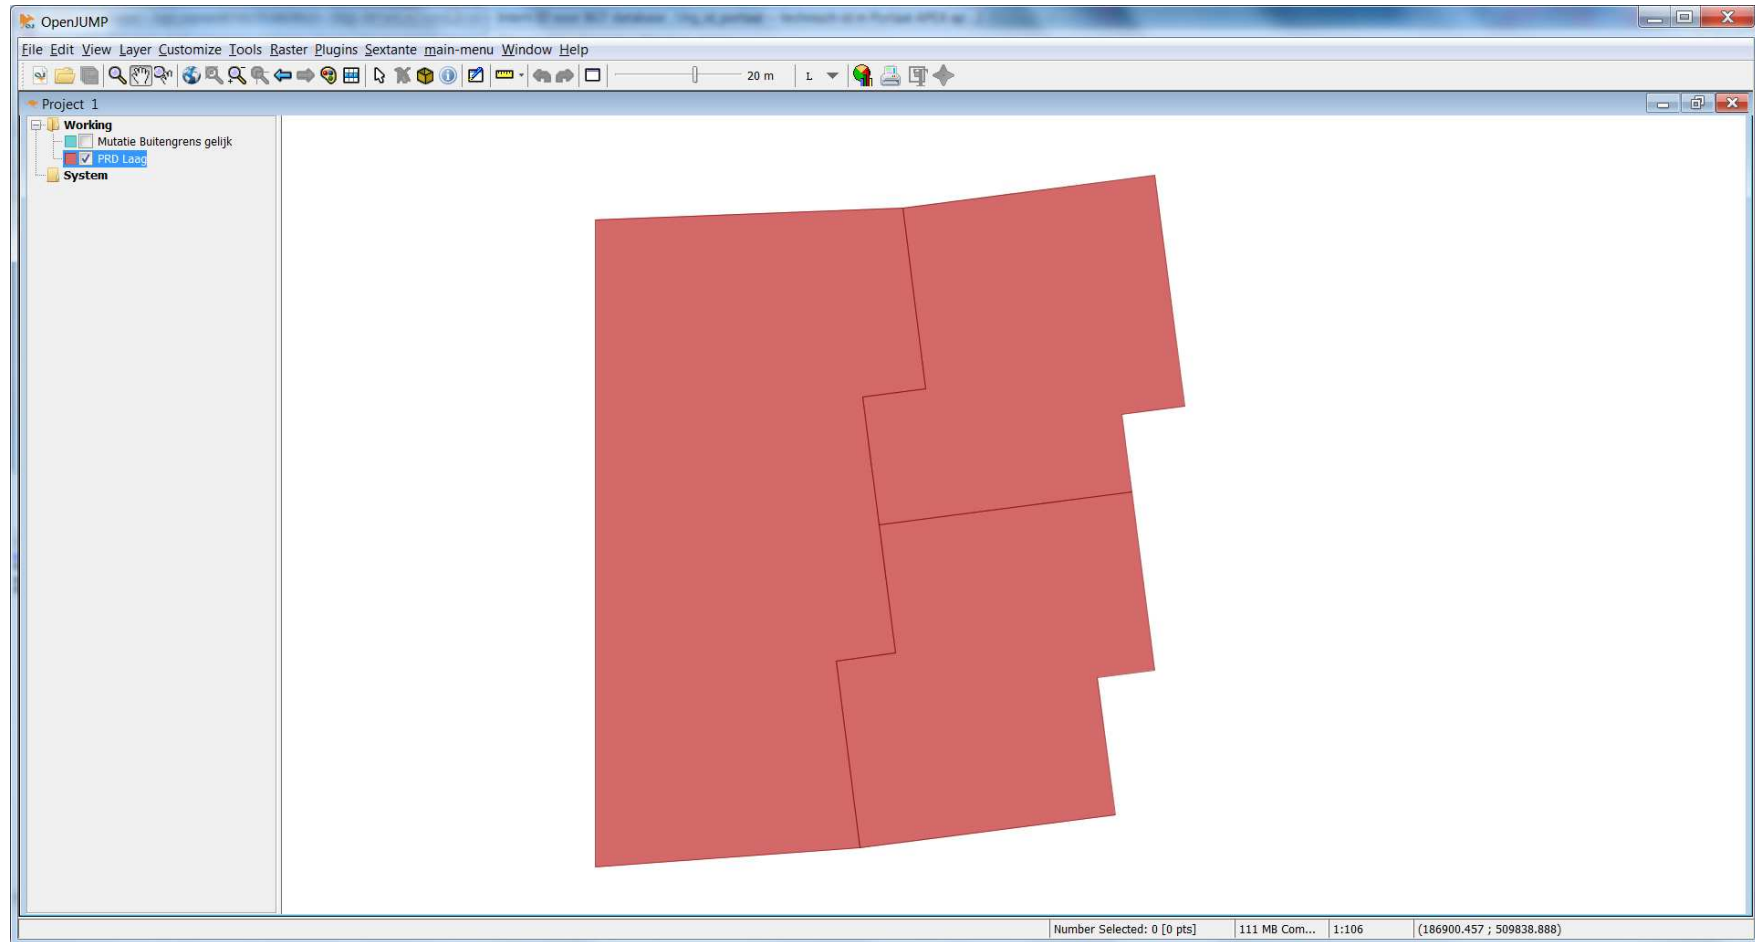 OpenJUMP
File Edit View Layer Customize Tools Raster Plugins Sextante main-menu Window Help
20 m L
Project 1
Working
Mutatie Buitengrens gelijk
PRD Laag
System
Number Selected: 0 [0 pts] 111 MB Com... 1:106 (186900.457 ; 509838.888)